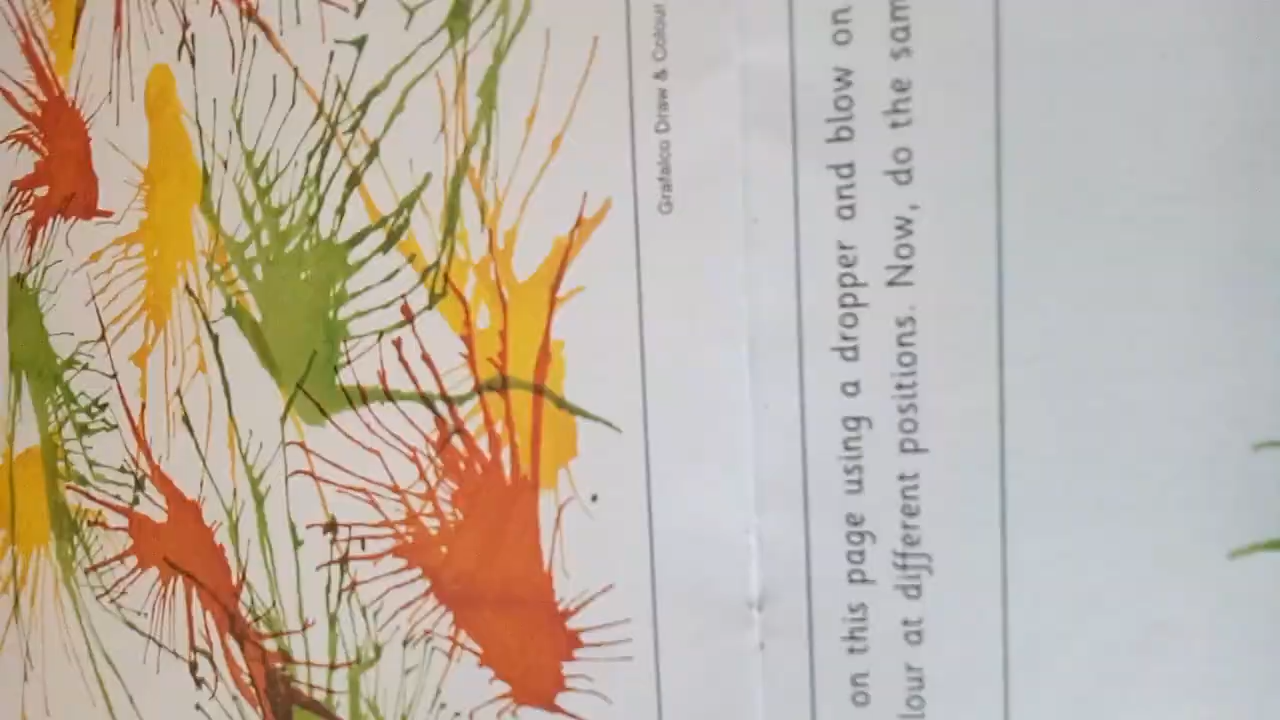 Grafalco Draw & Colour
on this page using a dropper and blow on
lour at different positions. Now, do the sam